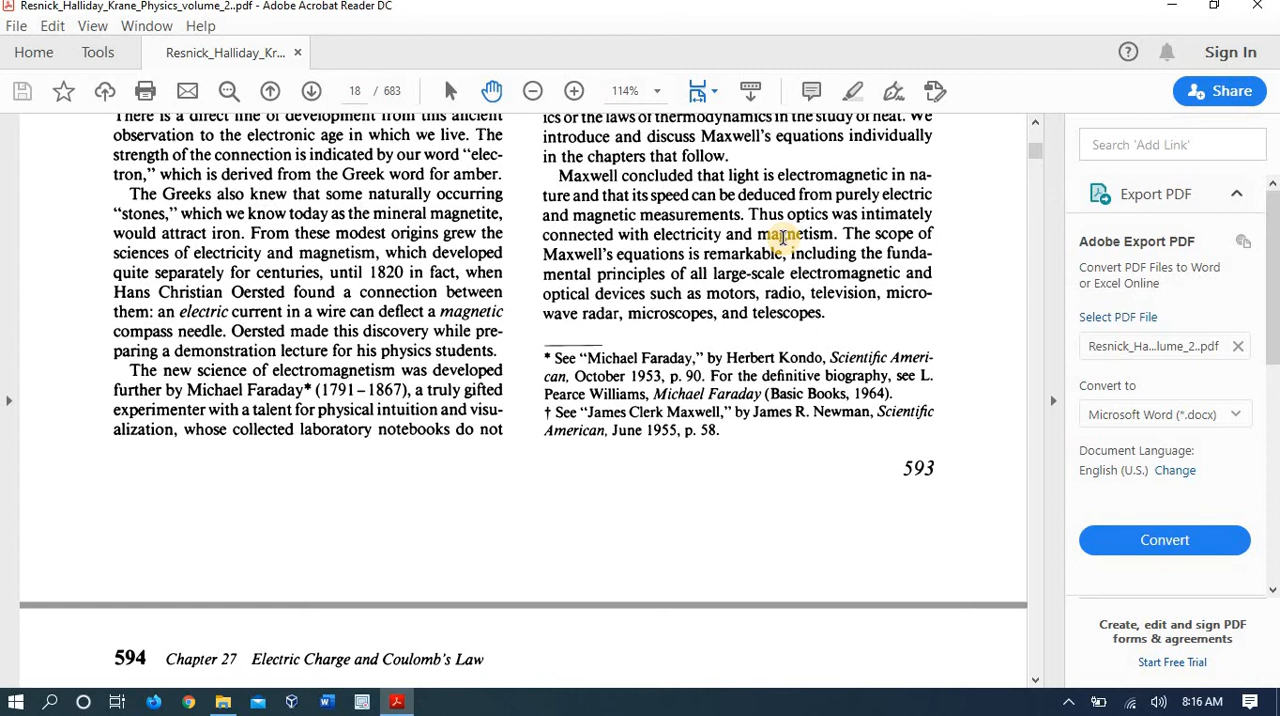 Resnick_Halliday_Krane_Physics_volume_2..pdf - Adobe Acrobat Reader DC
File Edit View Window Help
Home Tools Resnick_Halliday_Kr... × Sign In
18 / 683 114% Share
There is a direct line of development from this ancient
observation to the electronic age in which we live. The
strength of the connection is indicated by our word “elec-
tron,” which is derived from the Greek word for amber.
The Greeks also knew that some naturally occurring
“stones,” which we know today as the mineral magnetite,
would attract iron. From these modest origins grew the
sciences of electricity and magnetism, which developed
quite separately for centuries, until 1820 in fact, when
Hans Christian Oersted found a connection between
them: an electric current in a wire can deflect a magnetic
compass needle. Oersted made this discovery while pre-
paring a demonstration lecture for his physics students.
The new science of electromagnetism was developed
further by Michael Faraday* (1791–1867), a truly gifted
experimenter with a talent for physical intuition and visu-
alization, whose collected laboratory notebooks do not
ics or the laws of thermodynamics in the study of heat. We
introduce and discuss Maxwell’s equations individually
in the chapters that follow.
Maxwell concluded that light is electromagnetic in na-
ture and that its speed can be deduced from purely electric
and magnetic measurements. Thus optics was intimately
connected with electricity and magnetism. The scope of
Maxwell’s equations is remarkable, including the funda-
mental principles of all large-scale electromagnetic and
optical devices such as motors, radio, television, micro-
wave radar, microscopes, and telescopes.
* See “Michael Faraday,” by Herbert Kondo, Scientific Ameri-
can, October 1953, p. 90. For the definitive biography, see L.
Pearce Williams, Michael Faraday (Basic Books, 1964).
† See “James Clerk Maxwell,” by James R. Newman, Scientific
American, June 1955, p. 58.
593
594 Chapter 27 Electric Charge and Coulomb’s Law
Search 'Add Link'
Export PDF
Adobe Export PDF
Convert PDF Files to Word
or Excel Online
Select PDF File
Resnick_Ha...lume_2..pdf ×
Convert to
Microsoft Word (*.docx)
Document Language:
English (U.S.) Change
Convert
Create, edit and sign PDF
forms & agreements
Start Free Trial
8:16 AM